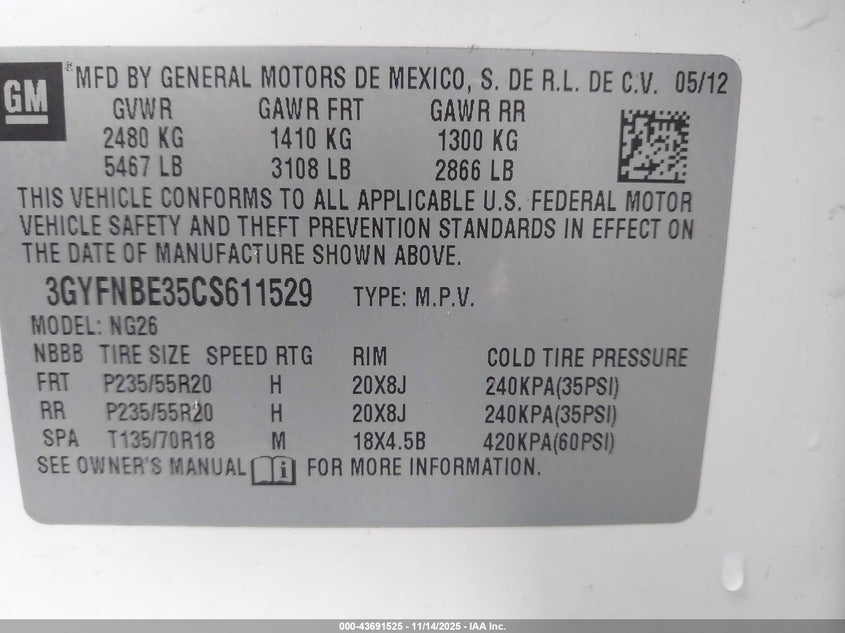 GM
® MFD BY GENERAL MOTORS DE MEXICO, S. DE R.L. DE C.V. 05/12
GVWR GAWR FRT GAWR RR
2480 KG 1410 KG 1300 KG
5467 LB 3108 LB 2866 LB
THIS VEHICLE CONFORMS TO ALL APPLICABLE U.S. FEDERAL MOTOR
VEHICLE SAFETY AND THEFT PREVENTION STANDARDS IN EFFECT ON
THE DATE OF MANUFACTURE SHOWN ABOVE.
3GYFNBE35CS611529 TYPE: M.P.V.
MODEL: NG26
NBBB TIRE SIZE SPEED RTG RIM COLD TIRE PRESSURE
FRT P235/55R20 H 20X8J 240KPA(35PSI)
RR P235/55R20 H 20X8J 240KPA(35PSI)
SPA T135/70R18 M 18X4.5B 420KPA(60PSI)
SEE OWNER'S MANUAL FOR MORE INFORMATION.
000-43691525 - 11/14/2025 - IAA Inc.